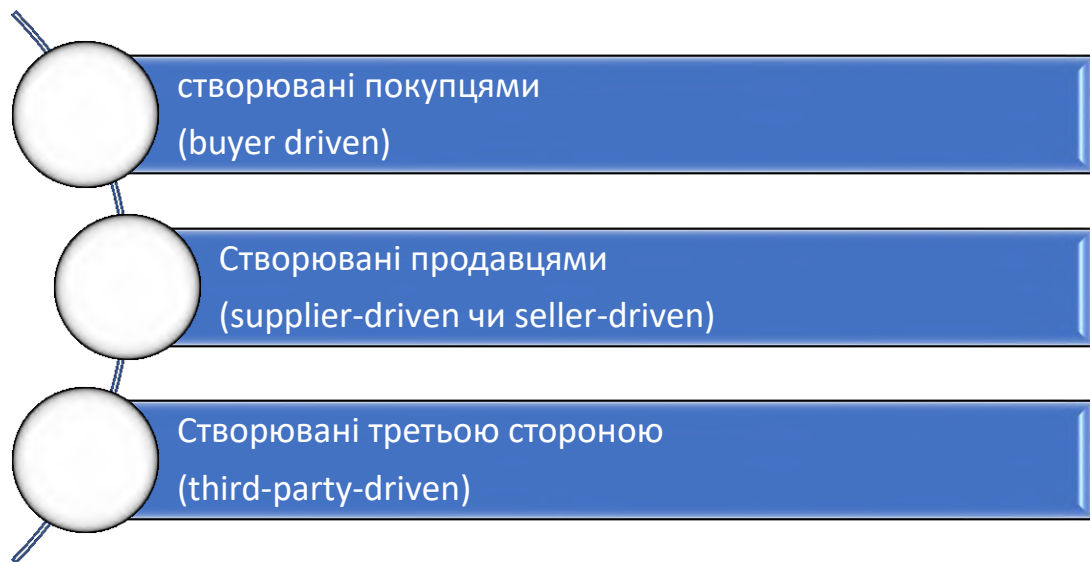 створювані покупцями
(buyer driven)
Створювані продавцями
(supplier-driven чи seller-driven)
Створювані третьою стороною
(third-party-driven)